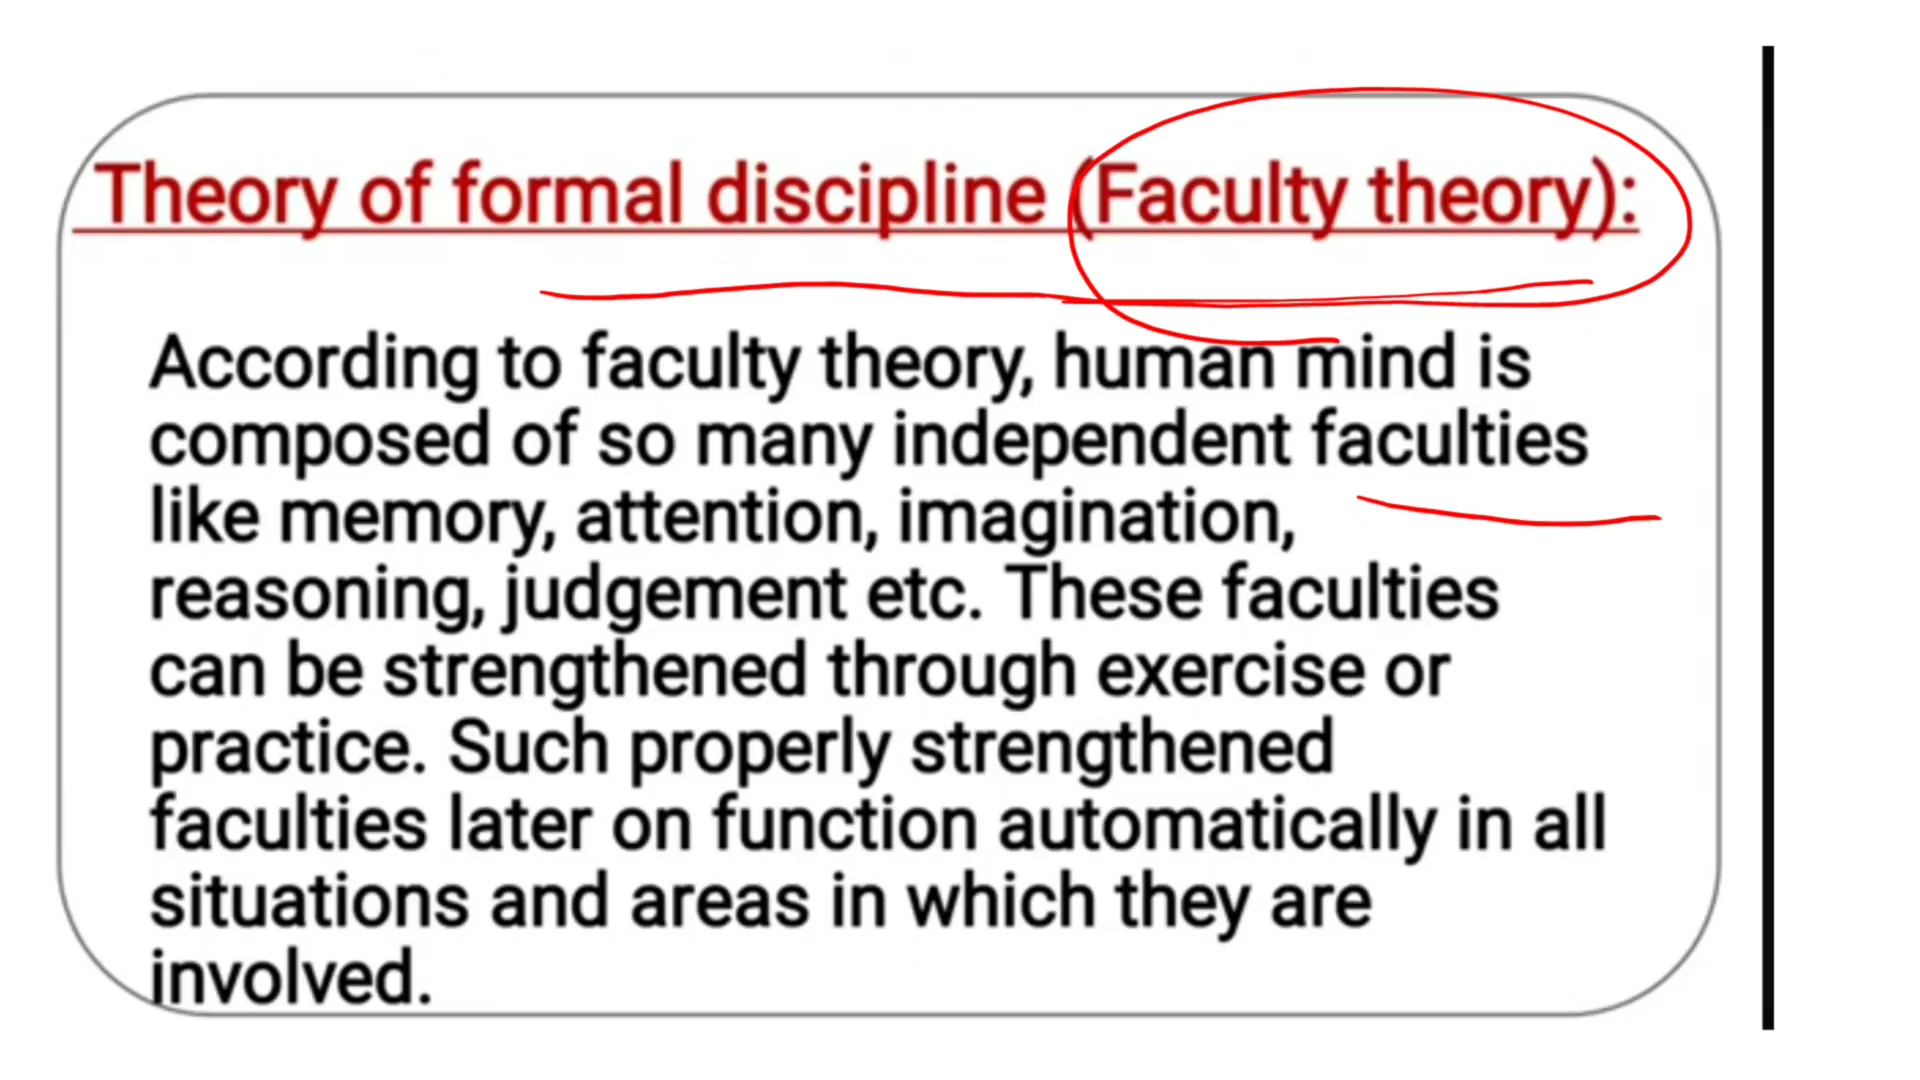 Theory of formal discipline (Faculty theory):
According to faculty theory, human mind is
composed of so many independent faculties
like memory, attention, imagination,
reasoning, judgement etc. These faculties
can be strengthened through exercise or
practice. Such properly strengthened
faculties later on function automatically in all
situations and areas in which they are
involved.